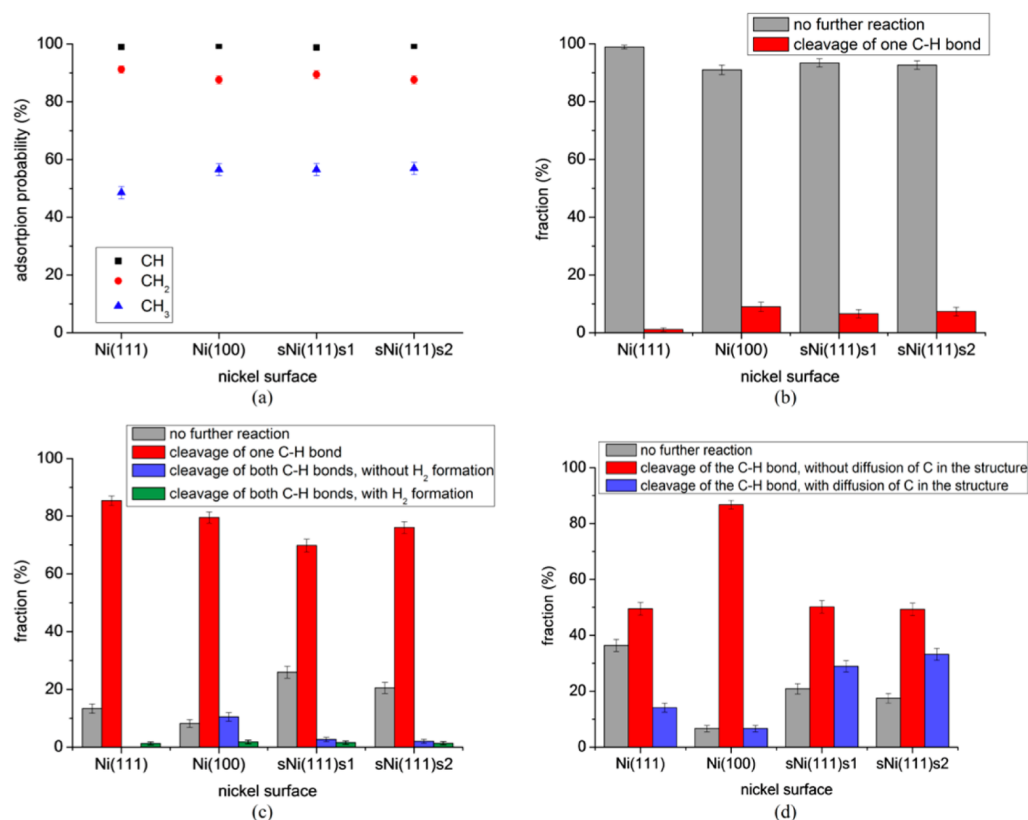 100
80
60
40
20
0
adsortpion probability (%)
CH
CH2
CH3
Ni(111) Ni(100) sNi(111)s1 sNi(111)s2
nickel surface
(a)
no further reaction
cleavage of one C-H bond
100
80
60
40
20
0
fraction (%)
Ni(111) Ni(100) sNi(111)s1 sNi(111)s2
nickel surface
(b)
no further reaction
cleavage of one C-H bond
cleavage of both C-H bonds, without H2 formation
cleavage of both C-H bonds, with H2 formation
100
80
60
40
20
0
fraction (%)
Ni(111) Ni(100) sNi(111)s1 sNi(111)s2
nickel surface
(c)
no further reaction
cleavage of the C-H bond, without diffusion of C in the structure
cleavage of the C-H bond, with diffusion of C in the structure
100
80
60
40
20
0
fraction (%)
Ni(111) Ni(100) sNi(111)s1 sNi(111)s2
nickel surface
(d)